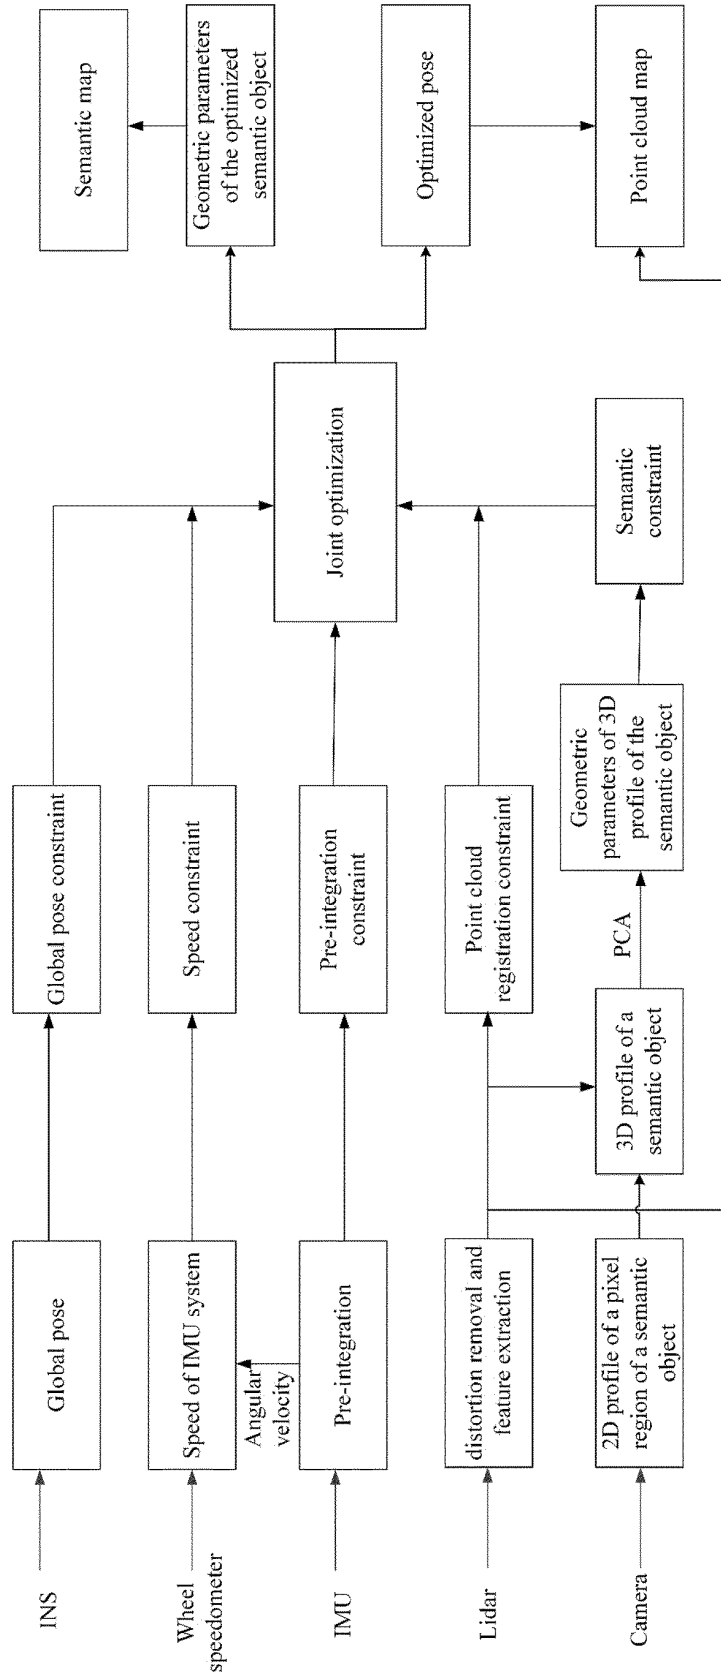 INS
Global pose
Global pose constraint
Wheel
speedometer
Speed of IMU system
Speed constraint
Angular
velocity
IMU
Pre-integration
Pre-integration
constraint
Lidar
distortion removal and
feature extraction
Point cloud
registration constraint
Camera
2D profile of a pixel
region of a semantic
object
3D profile of a
semantic object
PCA
Geometric
parameters of 3D
profile of the
semantic object
Semantic
constraint
Joint optimization
Semantic map
Geometric parameters
of the optimized
semantic object
Optimized pose
Point cloud map